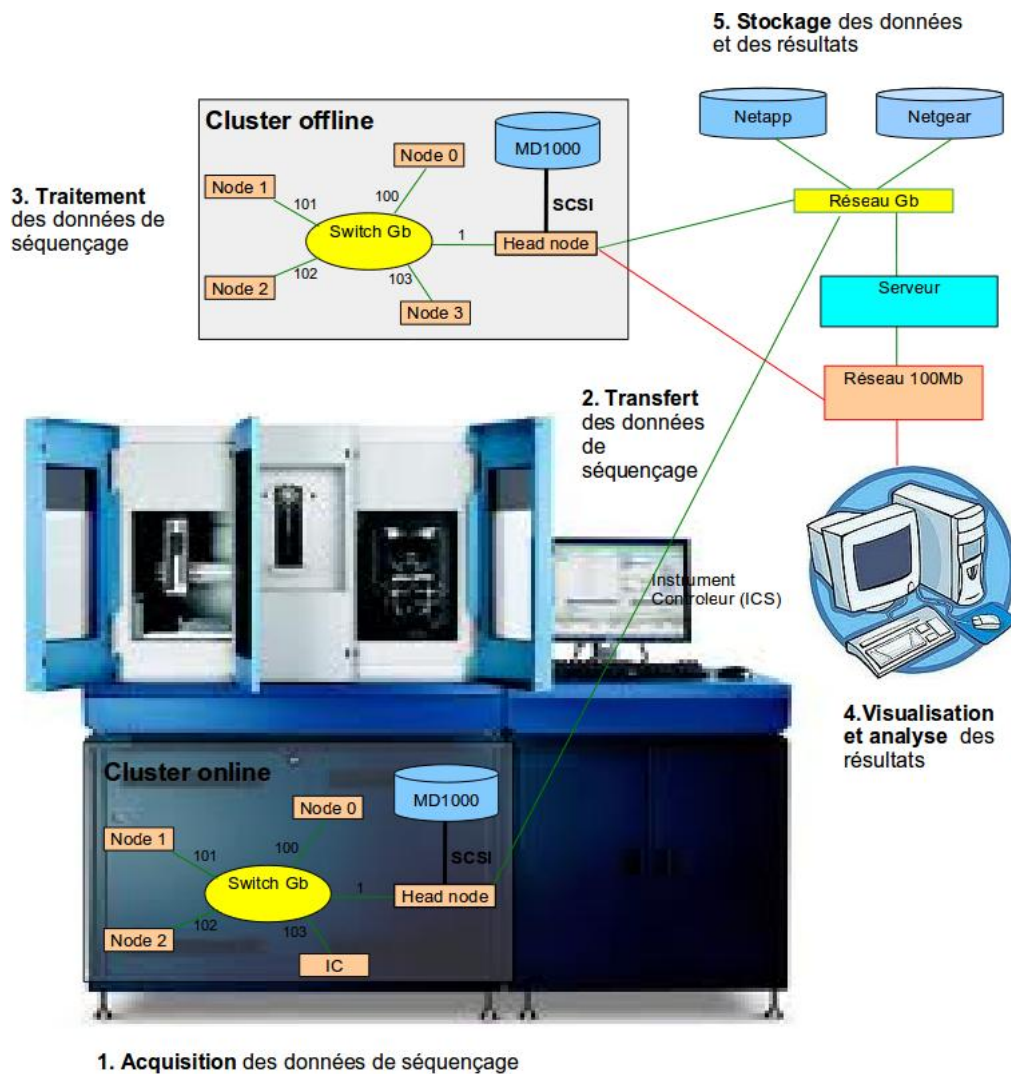 5. Stockage des données
et des résultats
Netapp
Netgear
Réseau Gb
Serveur
Réseau 100Mb
Cluster offline
MD1000
Node 0
Node 1
100
101
SCSI
Switch Gb
1
Head node
102
103
Node 2
Node 3
3. Traitement
des données de
séquençage
2. Transfert
des données
de
séquençage
Instrument
Controleur (ICS)
4.Visualisation
et analyse des
résultats
Cluster online
MD1000
Node 0
Node 1
100
101
SCSI
Switch Gb
1
Head node
102
103
Node 2
IC
1. Acquisition des données de séquençage